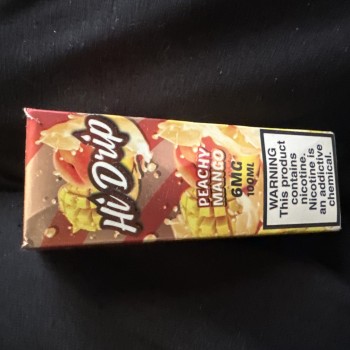 Hi Drip
PEACHY
MANGO
6MG
100ML
WARNING
This product
contains
nicotine.
Nicotine is
an addictive
chemical.